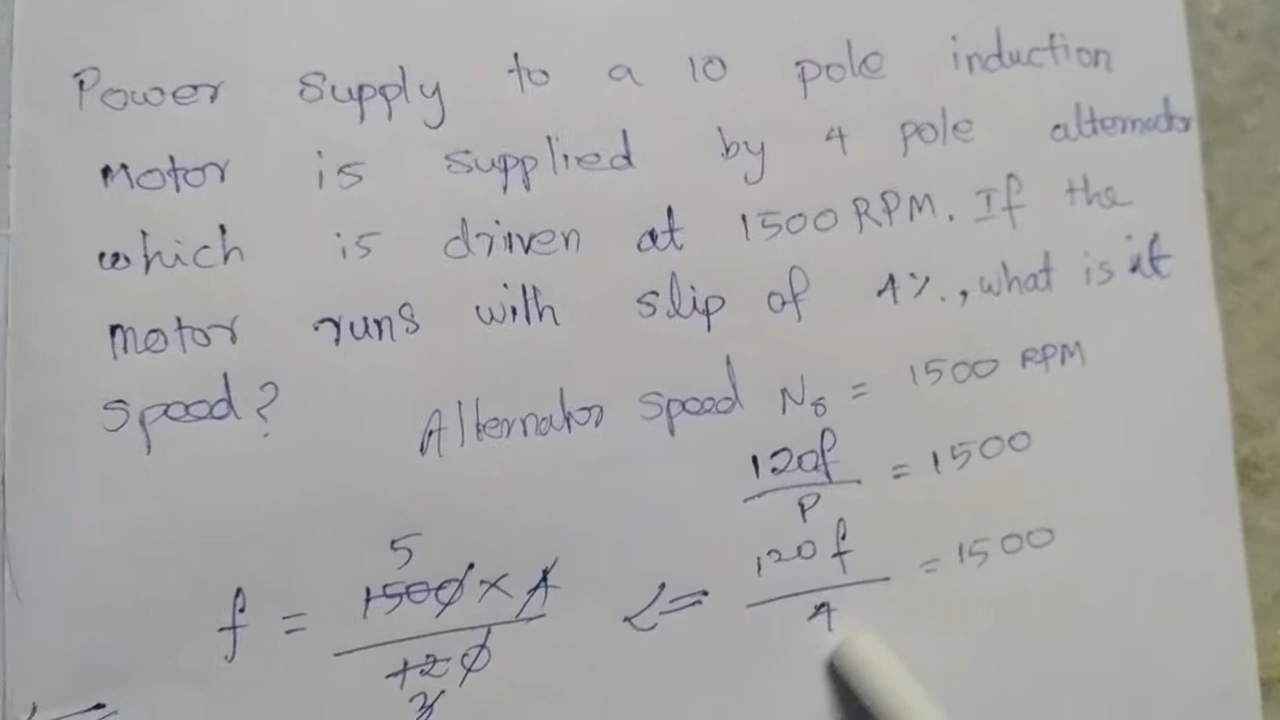 Power supply to a 10 pole induction
Motor is supplied by 4 pole alternator
which is driven at 1500 RPM. If the
motor runs with slip of 4%., what is it
speed?
Alternator speed Ns = 1500 RPM
120f/P = 1500
120f/4 = 1500
f = 1500 × 4/120 <=
5
3